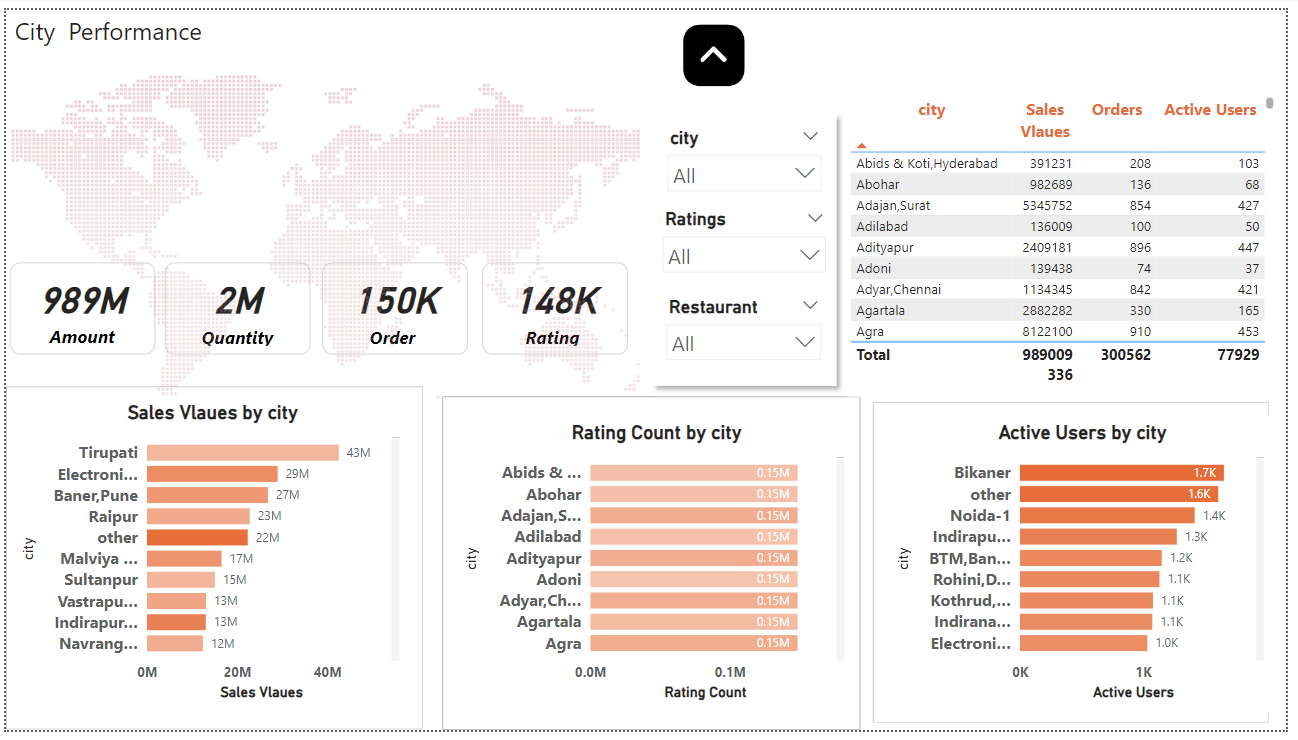 City Performance
989M
Amount
2M
Quantity
150K
Order
148K
Rating
city
All
Ratings
All
Restaurant
All
city Sales Vlaues Orders Active Users
Abids & Koti,Hyderabad 391231 208 103
Abohar 982689 136 68
Adajan,Surat 5345752 854 427
Adilabad 136009 100 50
Adityapur 2409181 896 447
Adoni 139438 74 37
Adyar,Chennai 1134345 842 421
Agartala 2882282 330 165
Agra 8122100 910 453
Total 989009336 300562 77929
Sales Vlaues by city
city
Tirupati 43M
Electroni... 29M
Baner,Pune 27M
Raipur 23M
other 22M
Malviya ... 17M
Sultanpur 15M
Vastrapu... 13M
Indirapur... 13M
Navrang... 12M
0M 20M 40M
Sales Vlaues
Rating Count by city
city
Abids & ... 0.15M
Abohar 0.15M
Adajan,S... 0.15M
Adilabad 0.15M
Adityapur 0.15M
Adoni 0.15M
Adyar,Ch... 0.15M
Agartala 0.15M
Agra 0.15M
0.0M 0.1M
Rating Count
Active Users by city
city
Bikaner 1.7K
other 1.6K
Noida-1 1.4K
Indirapu... 1.3K
BTM,Ban... 1.2K
Rohini,D... 1.1K
Kothrud,... 1.1K
Indirana... 1.1K
Electroni... 1.0K
0K 1K
Active Users